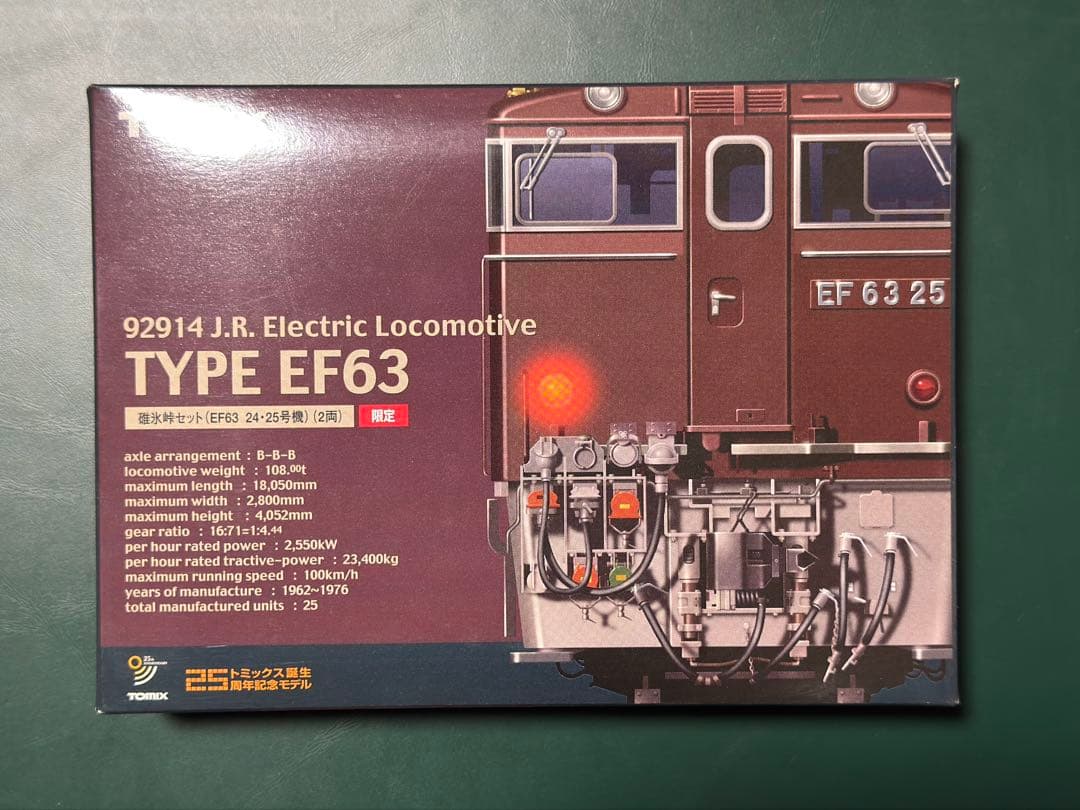 92914 J.R. Electric Locomotive
TYPE EF63
碓氷峠セット(EF63 24・25号機)(2両) 限定
axle arrangement : B-B-B
locomotive weight : 108.00t
maximum length : 18,050mm
maximum width : 2,800mm
maximum height : 4,052mm
gear ratio : 16:71=1:4.44
per hour rated power : 2,550kW
per hour rated tractive-power : 23,400kg
maximum running speed : 100km/h
years of manufacture : 1962~1976
total manufactured units : 25
EF 63 25
TOMIX
25 トミックス誕生
周年記念モデル